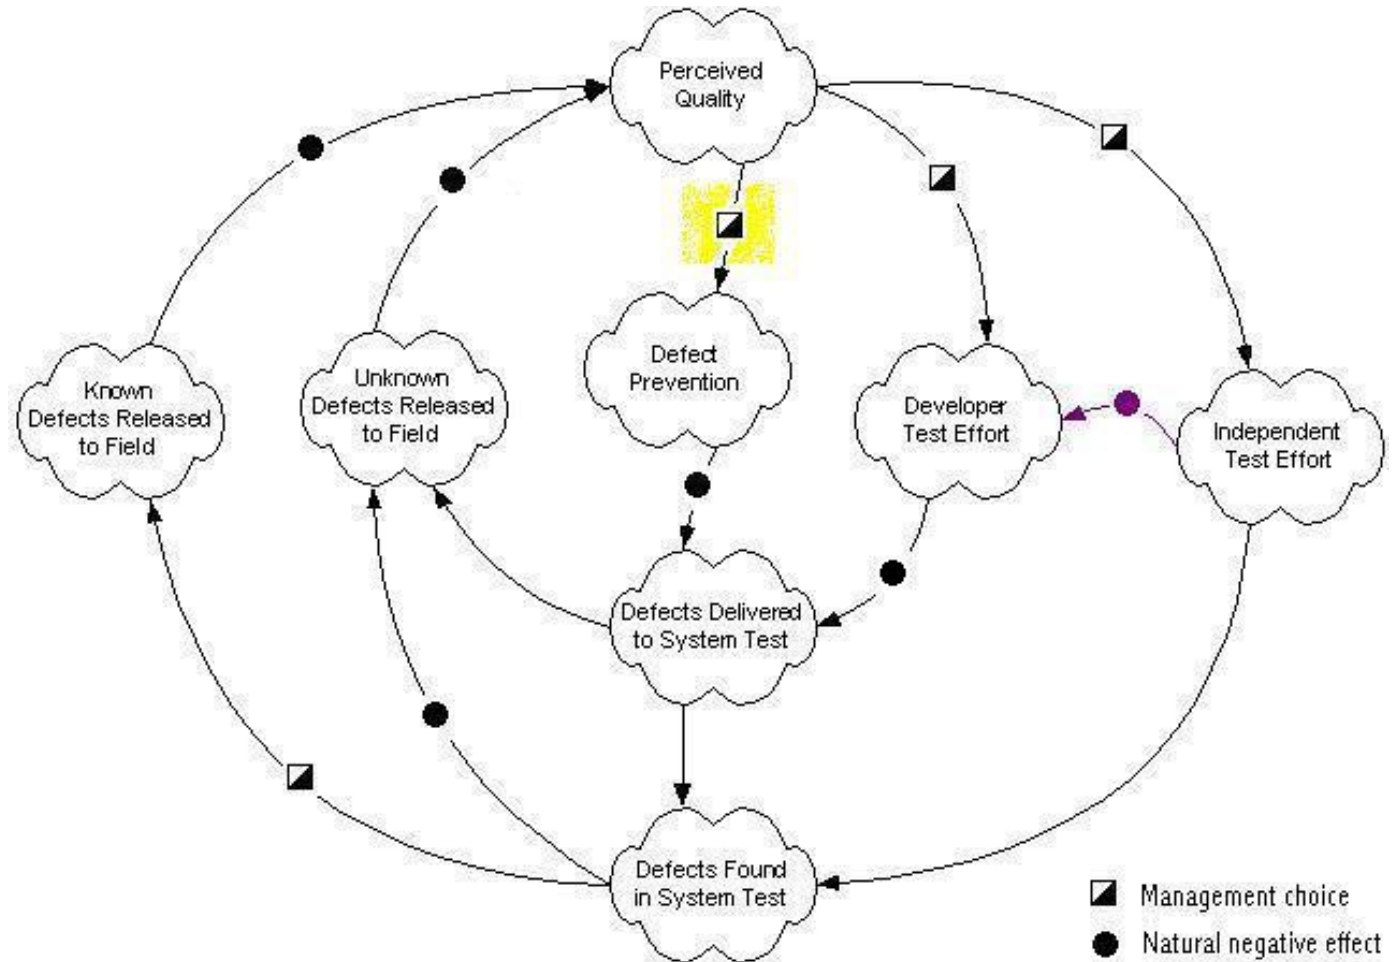 Perceived
Quality
Defect
Prevention
Known
Defects Released
to Field
Unknown
Defects Released
to Field
Developer
Test Effort
Independent
Test Effort
Defects Delivered
to System Test
Defects Found
in System Test
Management choice
Natural negative effect